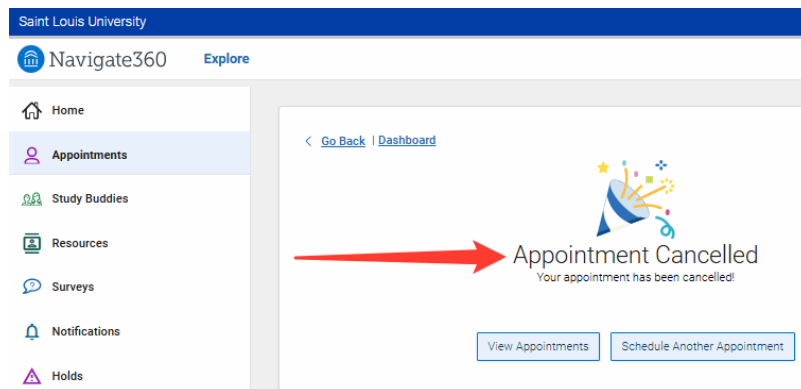 Saint Louis University
Navigate360
Explore
Home
Appointments
Study Buddies
Resources
Surveys
Notifications
Holds
Go Back | Dashboard
Appointment Cancelled
Your appointment has been cancelled!
View Appointments
Schedule Another Appointment